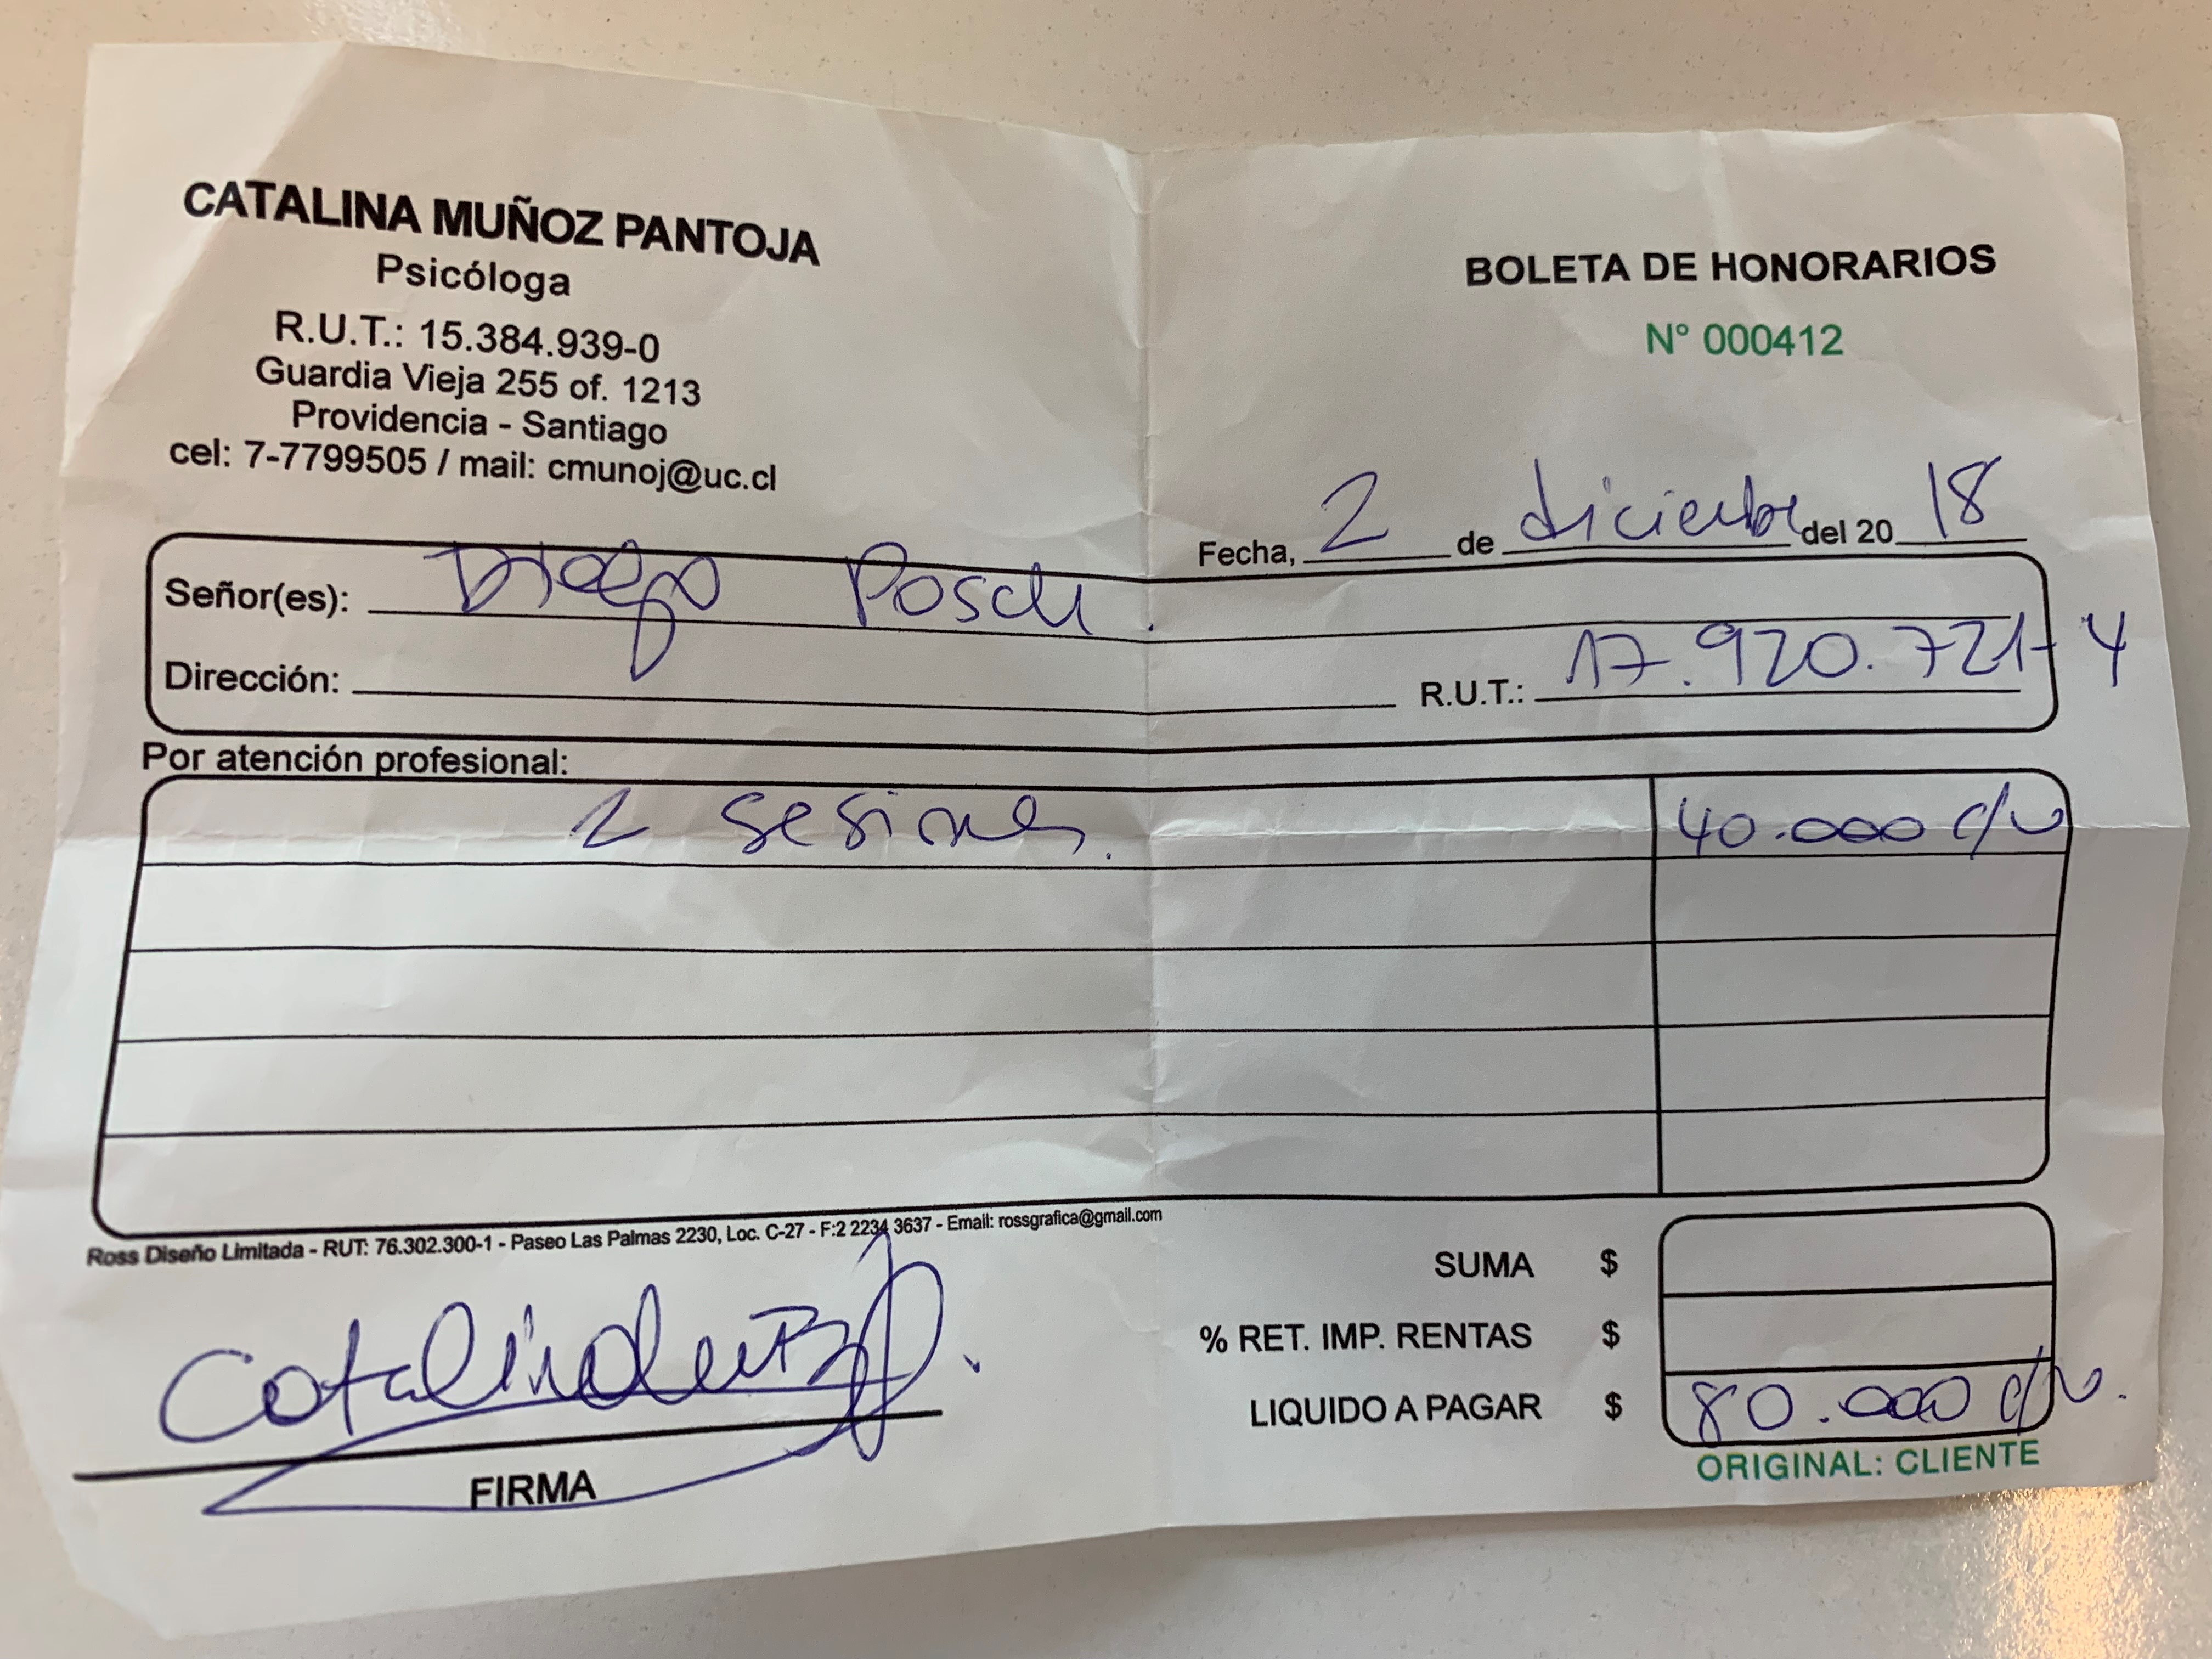 CATALINA MUÑOZ PANTOJA
Psicóloga
R.U.T.: 15.384.939-0
Guardia Vieja 255 of. 1213
Providencia - Santiago
cel: 7-7799505 / mail: cmunoj@uc.cl
BOLETA DE HONORARIOS
N° 000412
Fecha, 2 de diciembre del 20 18
Señor(es): Diego Posch.
Dirección:
R.U.T.: 17.920.721-4
Por atención profesional:
2 sesiones. 40.000 c/u
Ross Diseño Limitada - RUT: 76.302.300-1 - Paseo Las Palmas 2230, Loc. C-27 - F:2 2234 3637 - Email: rossgrafica@gmail.com
SUMA $
% RET. IMP. RENTAS $
LIQUIDO A PAGAR $ 80.000 c/u.
ORIGINAL: CLIENTE
FIRMA